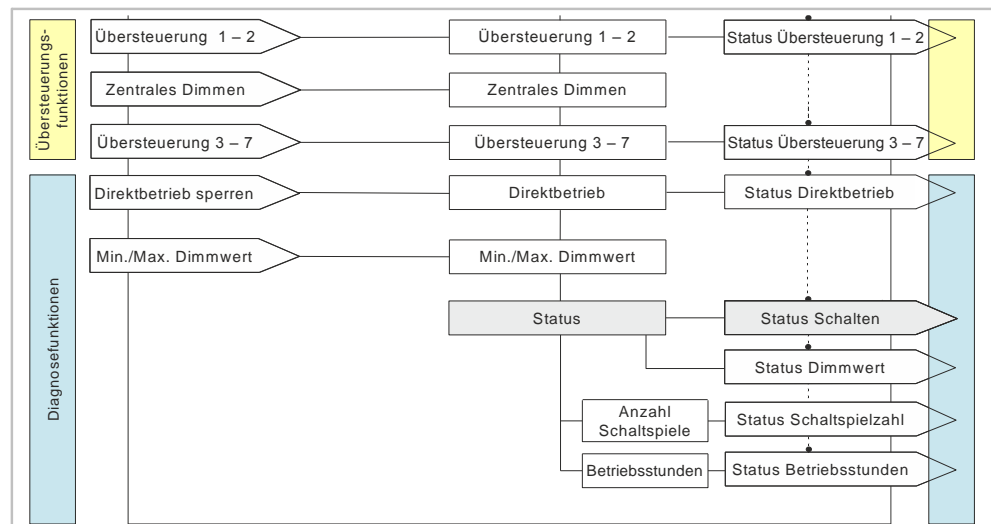 Übersteuerungs-
funktionen
Übersteuerung 1 – 2
Übersteuerung 1 – 2
Status Übersteuerung 1 – 2
Zentrales Dimmen
Zentrales Dimmen
Übersteuerung 3 – 7
Übersteuerung 3 – 7
Status Übersteuerung 3 – 7
Diagnosefunktionen
Direktbetrieb sperren
Direktbetrieb
Status Direktbetrieb
Min./Max. Dimmwert
Min./Max. Dimmwert
Status
Status Schalten
Status Dimmwert
Anzahl
Schaltspiele
Status Schaltspielzahl
Betriebsstunden
Status Betriebsstunden